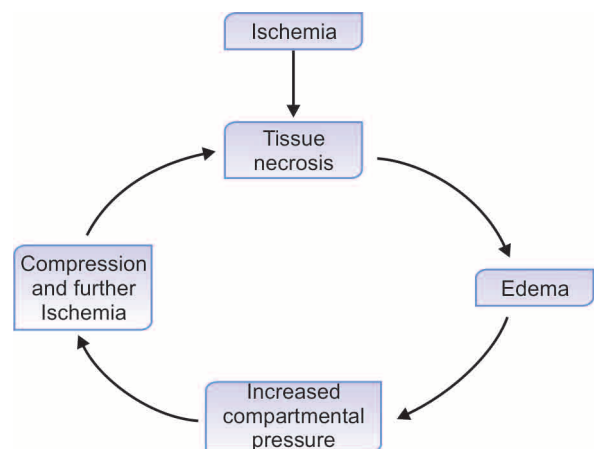 Ischemia
Tissue
necrosis
Edema
Increased
compartmental
pressure
Compression
and further
Ischemia